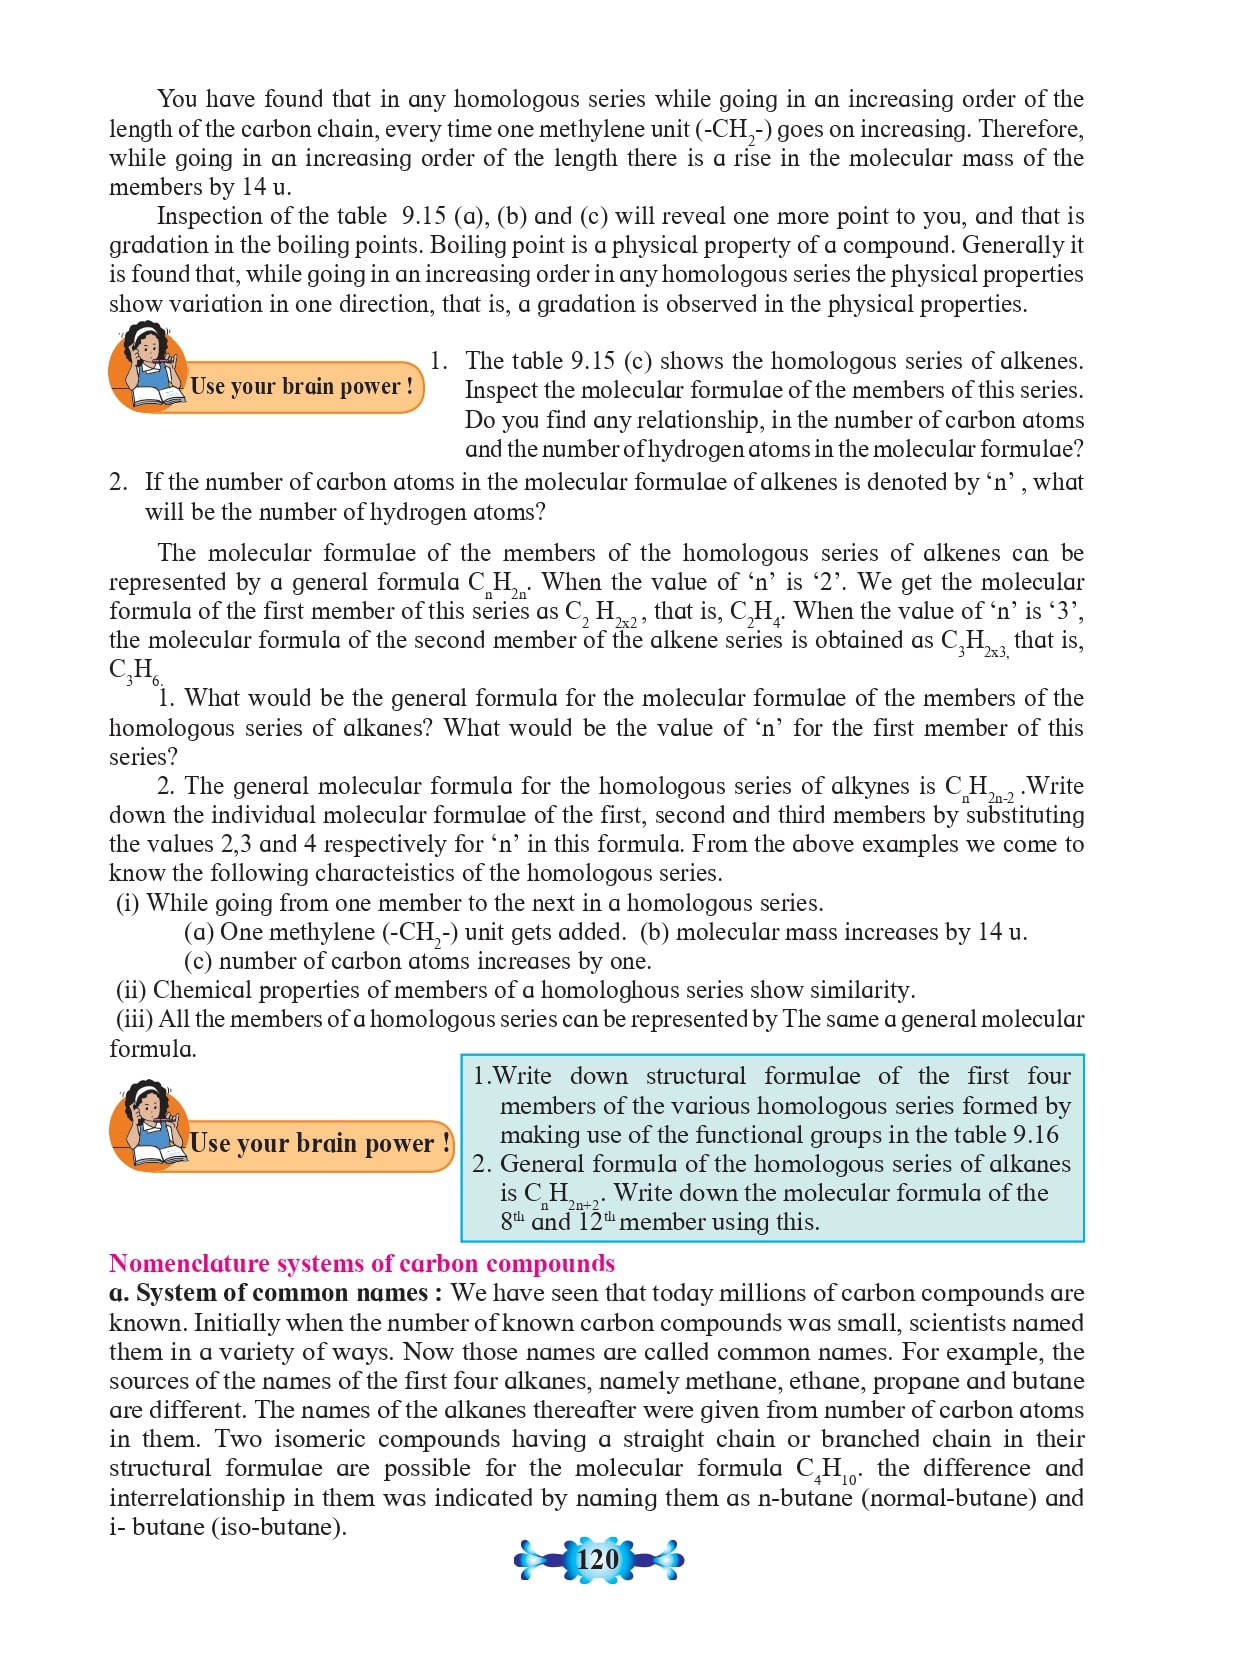 You have found that in any homologous series while going in an increasing order of the
length of the carbon chain, every time one methylene unit (-CH₂-) goes on increasing. Therefore,
while going in an increasing order of the length there is a rise in the molecular mass of the
members by 14 u.
Inspection of the table 9.15 (a), (b) and (c) will reveal one more point to you, and that is
gradation in the boiling points. Boiling point is a physical property of a compound. Generally it
is found that, while going in an increasing order in any homologous series the physical properties
show variation in one direction, that is, a gradation is observed in the physical properties.
Use your brain power !
1. The table 9.15 (c) shows the homologous series of alkenes.
Inspect the molecular formulae of the members of this series.
Do you find any relationship, in the number of carbon atoms
and the number of hydrogen atoms in the molecular formulae?
2. If the number of carbon atoms in the molecular formulae of alkenes is denoted by ‘n’ , what
will be the number of hydrogen atoms?
The molecular formulae of the members of the homologous series of alkenes can be
represented by a general formula CₙH₂ₙ. When the value of ‘n’ is ‘2’. We get the molecular
formula of the first member of this series as C₂ H₂ₓ₂, that is, C₂H₄. When the value of ‘n’ is ‘3’,
the molecular formula of the second member of the alkene series is obtained as C₃H₂ₓ₃, that is,
C₃H₆.
1. What would be the general formula for the molecular formulae of the members of the
homologous series of alkanes? What would be the value of ‘n’ for the first member of this
series?
2. The general molecular formula for the homologous series of alkynes is CₙH₂ₙ₋₂ .Write
down the individual molecular formulae of the first, second and third members by substituting
the values 2,3 and 4 respectively for ‘n’ in this formula. From the above examples we come to
know the following characteistics of the homologous series.
(i) While going from one member to the next in a homologous series.
(a) One methylene (-CH₂-) unit gets added. (b) molecular mass increases by 14 u.
(c) number of carbon atoms increases by one.
(ii) Chemical properties of members of a homologhous series show similarity.
(iii) All the members of a homologous series can be represented by The same a general molecular
formula.
Use your brain power !
1.Write down structural formulae of the first four
members of the various homologous series formed by
making use of the functional groups in the table 9.16
2. General formula of the homologous series of alkanes
is CₙH₂ₙ₊₂. Write down the molecular formula of the
8ᵗʰ and 12ᵗʰ member using this.
Nomenclature systems of carbon compounds
a. System of common names : We have seen that today millions of carbon compounds are
known. Initially when the number of known carbon compounds was small, scientists named
them in a variety of ways. Now those names are called common names. For example, the
sources of the names of the first four alkanes, namely methane, ethane, propane and butane
are different. The names of the alkanes thereafter were given from number of carbon atoms
in them. Two isomeric compounds having a straight chain or branched chain in their
structural formulae are possible for the molecular formula C₄H₁₀. the difference and
interrelationship in them was indicated by naming them as n-butane (normal-butane) and
i- butane (iso-butane).
120